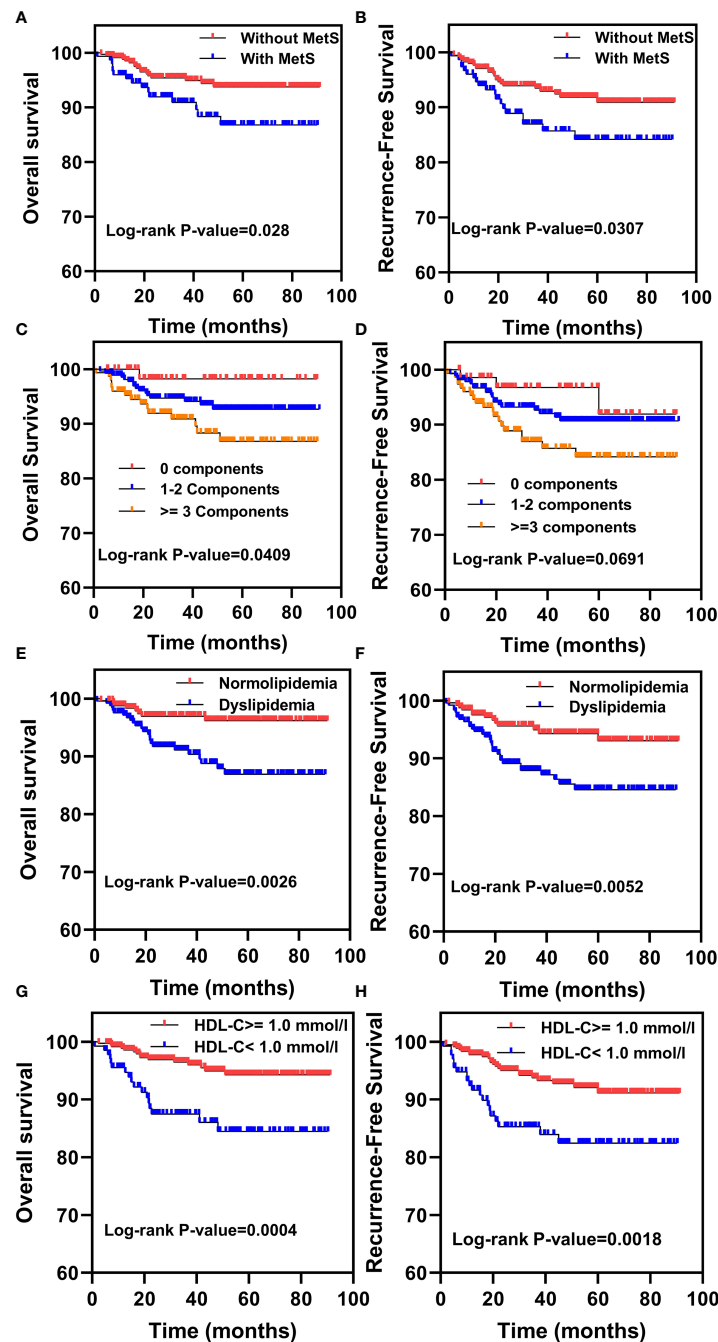 A
Without MetS
With MetS
100
90
80
70
60
Overall survival
Log-rank P-value=0.028
0 20 40 60 80 100
Time (months)
B
Without MetS
With MetS
100
90
80
70
60
Recurrence-Free Survival
Log-rank P-value=0.0307
0 20 40 60 80 100
Time (months)
C
100
90
80
70
60
Overall Survival
0 components
1-2 Components
>= 3 Components
Log-rank P-value=0.0409
0 20 40 60 80 100
Time (months)
D
100
90
80
70
60
Recurrence-Free Survival
0 components
1-2 components
>=3 components
Log-rank P-value=0.0691
0 20 40 60 80 100
Time (months)
E
Normolipidemia
Dyslipidemia
100
90
80
70
60
Overall survival
Log-rank P-value=0.0026
0 20 40 60 80 100
Time (months)
F
Normolipidemia
Dyslipidemia
100
90
80
70
60
Recurrence-Free Survival
Log-rank P-value=0.0052
0 20 40 60 80 100
Time (months)
G
HDL-C>= 1.0 mmol/l
HDL-C< 1.0 mmol/l
100
90
80
70
60
Overall survival
Log-rank P-value=0.0004
0 20 40 60 80 100
Time (months)
H
HDL-C>= 1.0 mmol/l
HDL-C< 1.0 mmol/l
100
90
80
70
60
Recurrence-Free Survival
Log-rank P-value=0.0018
0 20 40 60 80 100
Time (months)